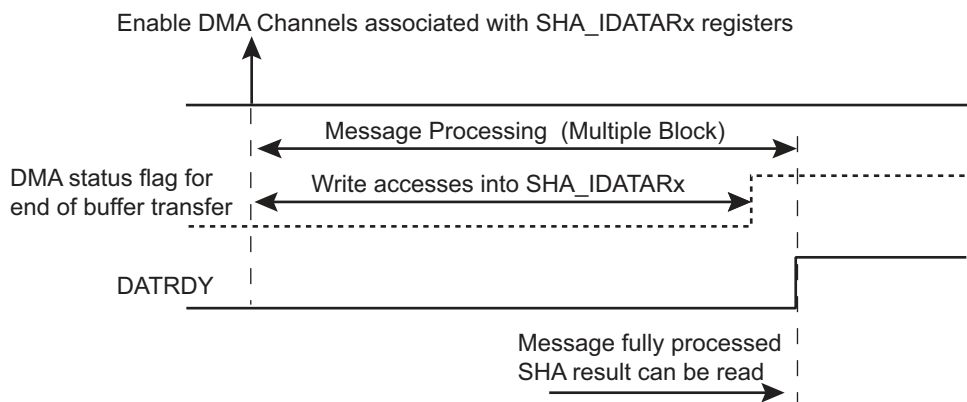 Enable DMA Channels associated with SHA_IDATARx registers
Message Processing (Multiple Block)
DMA status flag for
end of buffer transfer
Write accesses into SHA_IDATARx
DATRDY
Message fully processed
SHA result can be read